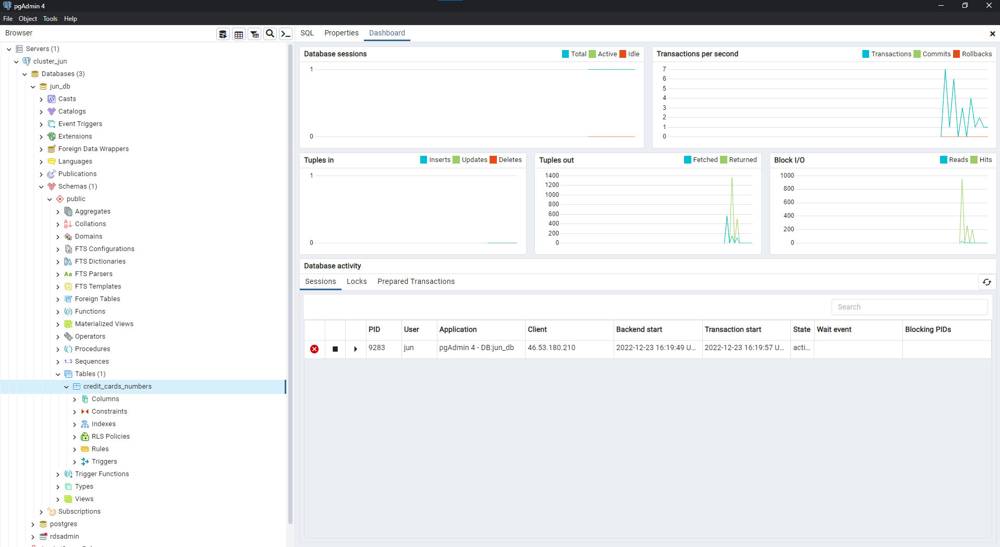 pgAdmin 4
File Object Tools Help
Browser
Servers (1)
cluster_jun
Databases (3)
jun_db
Casts
Catalogs
Event Triggers
Extensions
Foreign Data Wrappers
Languages
Publications
Schemas (1)
public
Aggregates
Collations
Domains
FTS Configurations
FTS Dictionaries
Aa FTS Parsers
FTS Templates
Foreign Tables
Functions
Materialized Views
Operators
Procedures
1..3 Sequences
Tables (1)
credit_cards_numbers
Columns
Constraints
Indexes
RLS Policies
Rules
Triggers
Trigger Functions
Types
Views
Subscriptions
postgres
rdsadmin
SQL Properties Dashboard
Database sessions Total Active Idle
1
0
Transactions per second Transactions Commits Rollbacks
7
6
5
4
3
2
1
0
Tuples in Inserts Updates Deletes
1
0
Tuples out Fetched Returned
1400
1200
1000
800
600
400
200
0
Block I/O Reads Hits
1000
800
600
400
200
0
Database activity
Sessions Locks Prepared Transactions
Search
PID User Application Client Backend start Transaction start State Wait event Blocking PIDs
9283 jun pgAdmin 4 - DB:jun_db 46.53.180.210 2022-12-23 16:19:49 U... 2022-12-23 16:19:57 U... acti...